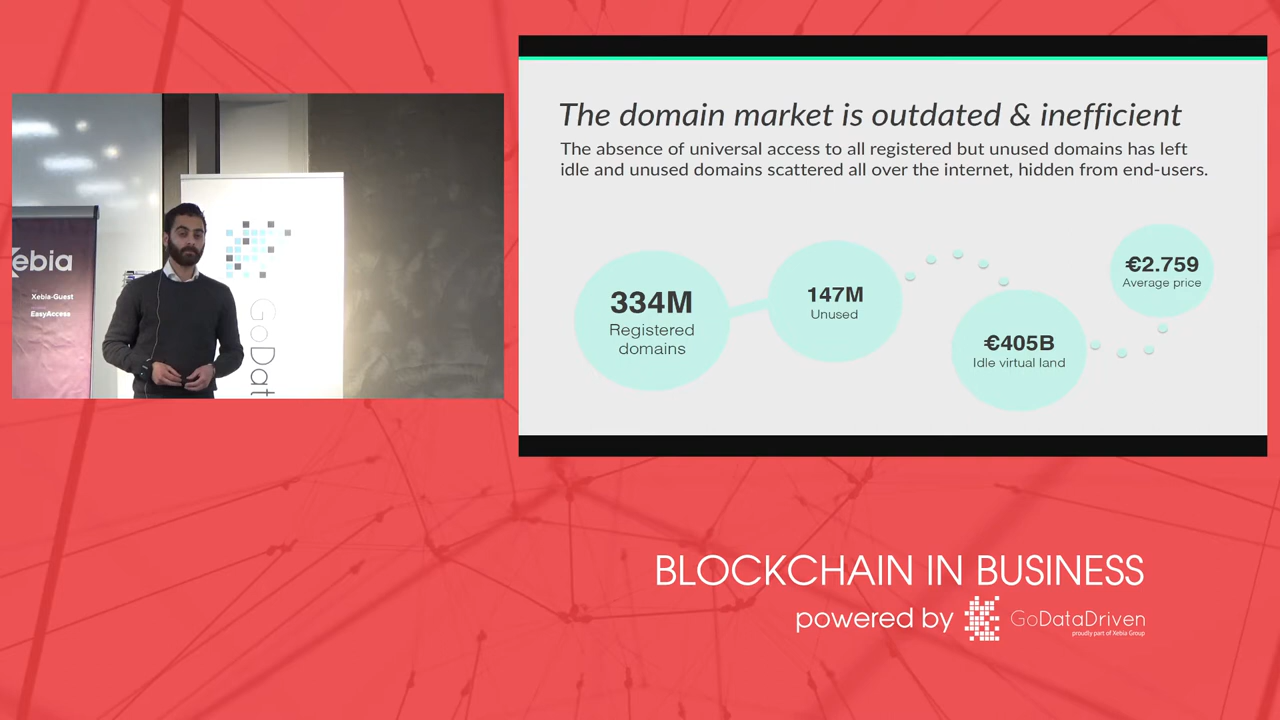 ebia
Xebia-Guest
EasyAccess
GoDat
The domain market is outdated & inefficient
The absence of universal access to all registered but unused domains has left
idle and unused domains scattered all over the internet, hidden from end-users.
334M
Registered
domains
147M
Unused
€405B
Idle virtual land
€2.759
Average price
BLOCKCHAIN IN BUSINESS
powered by
GoDataDriven
proudly part of Xebia Group